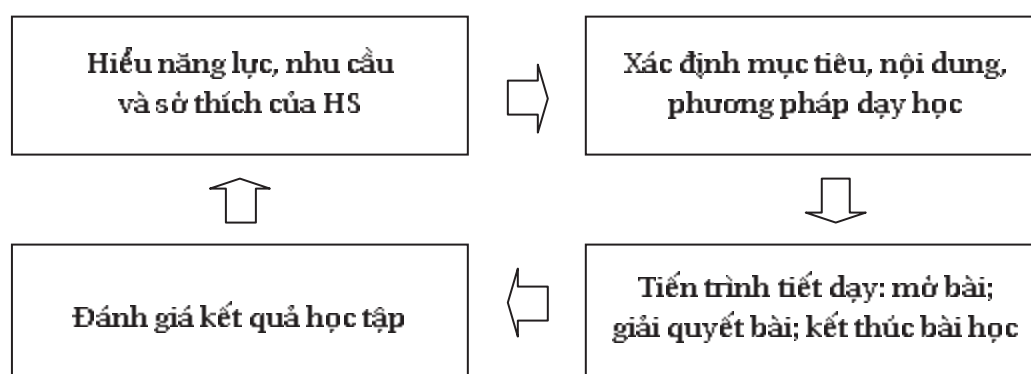 Hiểu năng lực, nhu cầu
và sở thích của HS
Xác định mục tiêu, nội dung,
phương pháp dạy học
Tiến trình tiết dạy: mở bài;
giải quyết bài; kết thúc bài học
Đánh giá kết quả học tập